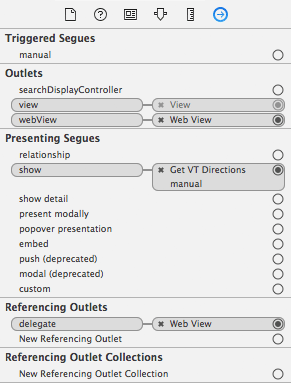 Triggered Segues
manual
Outlets
searchDisplayController
view View
webView Web View
Presenting Segues
relationship
show Get VT Directions
manual
show detail
present modally
popover presentation
embed
push (deprecated)
modal (deprecated)
custom
Referencing Outlets
delegate Web View
New Referencing Outlet
Referencing Outlet Collections
New Referencing Outlet Collection